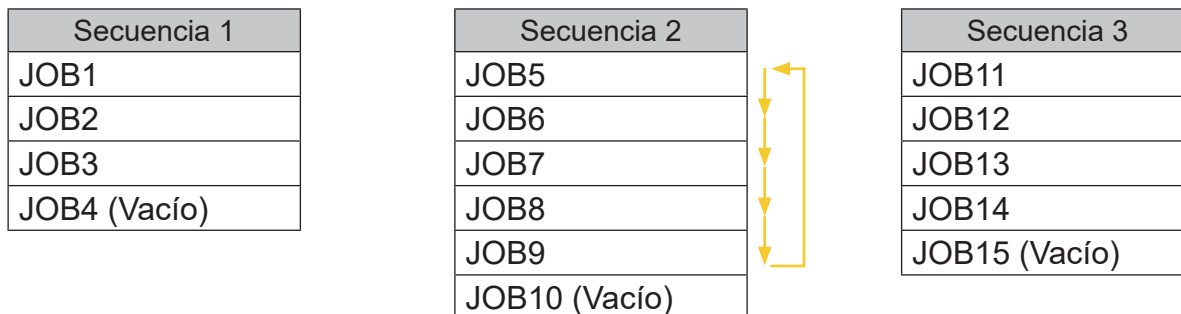 Secuencia 1
JOB1
JOB2
JOB3
JOB4 (Vacío)
Secuencia 2
JOB5
JOB6
JOB7
JOB8
JOB9
JOB10 (Vacío)
Secuencia 3
JOB11
JOB12
JOB13
JOB14
JOB15 (Vacío)